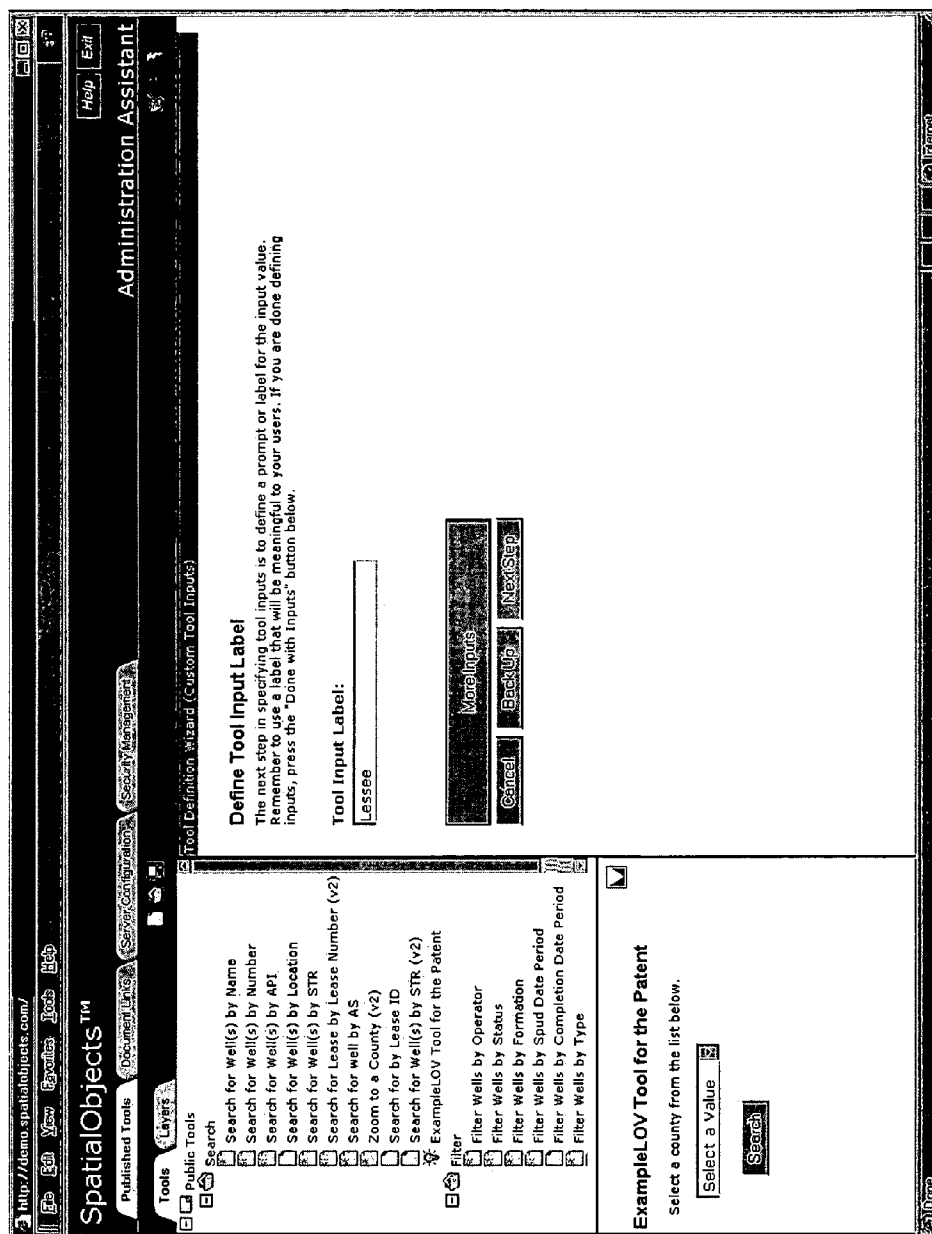 http://demo.spatialobjects.com/
File Edit View Favorites Tools Help
SpatialObjects™
Help Exit
Administration Assistant
Published Tools
Document Links
Server Configuration
Security Management
Tools
Layers
Public Tools
Search
Search for Well(s) by Name
Search for Well(s) by Number
Search for Well(s) by API
Search for Well(s) by Location
Search for Well(s) by STR
Search for Lease by Lease Number (v2)
Search for well by AS
Zoom to a County (v2)
Search for by Lease ID
Search for Well(s) by STR (v2)
ExampleLOV Tool for the Patent
Filter
Filter Wells by Operator
Filter Wells by Status
Filter Wells by Formation
Filter Wells by Spud Date Period
Filter Wells by Completion Date Period
Filter Wells by Type
ExampleLOV Tool for the Patent
Select a county from the list below.
Select a Value
Search
Tool Definition Wizard (Custom Tool Inputs)
Define Tool Input Label
The next step in specifying tool inputs is to define a prompt or label for the input value.
Remember to use a label that will be meaningful to your users. If you are done defining
inputs, press the "Done with Inputs" button below.
Tool Input Label:
Lessee
More Inputs
Cancel
Back Up
Next Step
Done
Internet